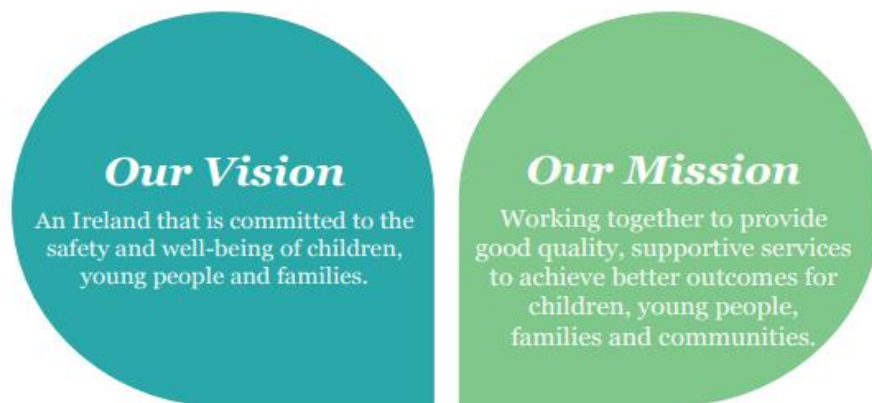 Our Vision
An Ireland that is committed to the
safety and well-being of children,
young people and families.
Our Mission
Working together to provide
good quality, supportive services
to achieve better outcomes for
children, young people,
families and communities.